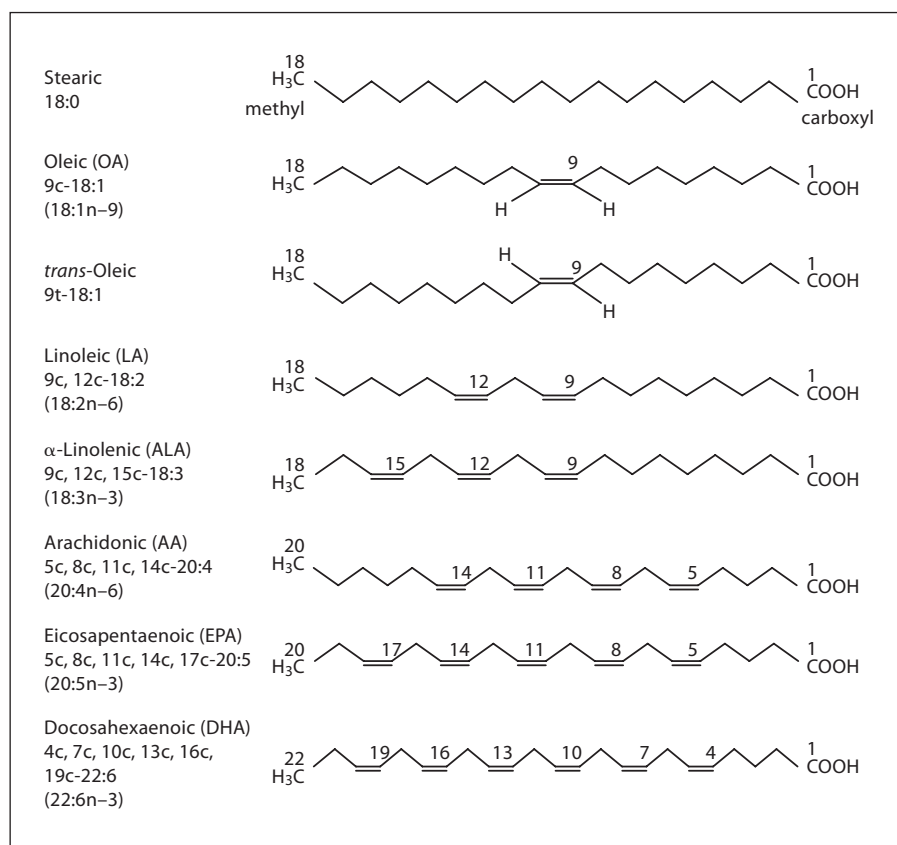 Stearic
18:0
18
H₃C
methyl
1
COOH
carboxyl
Oleic (OA)
9c-18:1
(18:1n–9)
18
H₃C
9
H
H
1
COOH
trans-Oleic
9t-18:1
18
H₃C
H
9
H
1
COOH
Linoleic (LA)
9c, 12c-18:2
(18:2n–6)
18
H₃C
12
9
1
COOH
α-Linolenic (ALA)
9c, 12c, 15c-18:3
(18:3n–3)
18
H₃C
15
12
9
1
COOH
Arachidonic (AA)
5c, 8c, 11c, 14c-20:4
(20:4n–6)
20
H₃C
14
11
8
5
1
COOH
Eicosapentaenoic (EPA)
5c, 8c, 11c, 14c, 17c-20:5
(20:5n–3)
20
H₃C
17
14
11
8
5
1
COOH
Docosahexaenoic (DHA)
4c, 7c, 10c, 13c, 16c,
19c-22:6
(22:6n–3)
22
H₃C
19
16
13
10
7
4
1
COOH